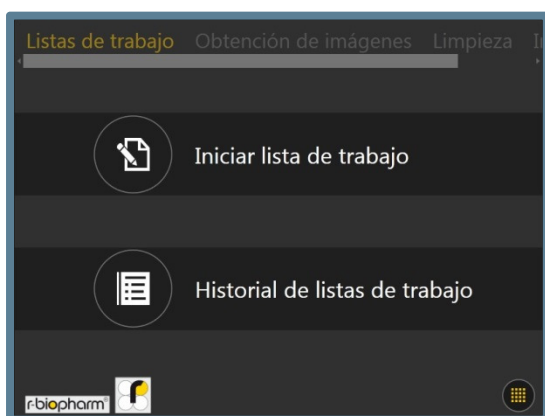 Listas de trabajo Obtención de imágenes Limpieza
Iniciar lista de trabajo
Historial de listas de trabajo
r-biopharm®